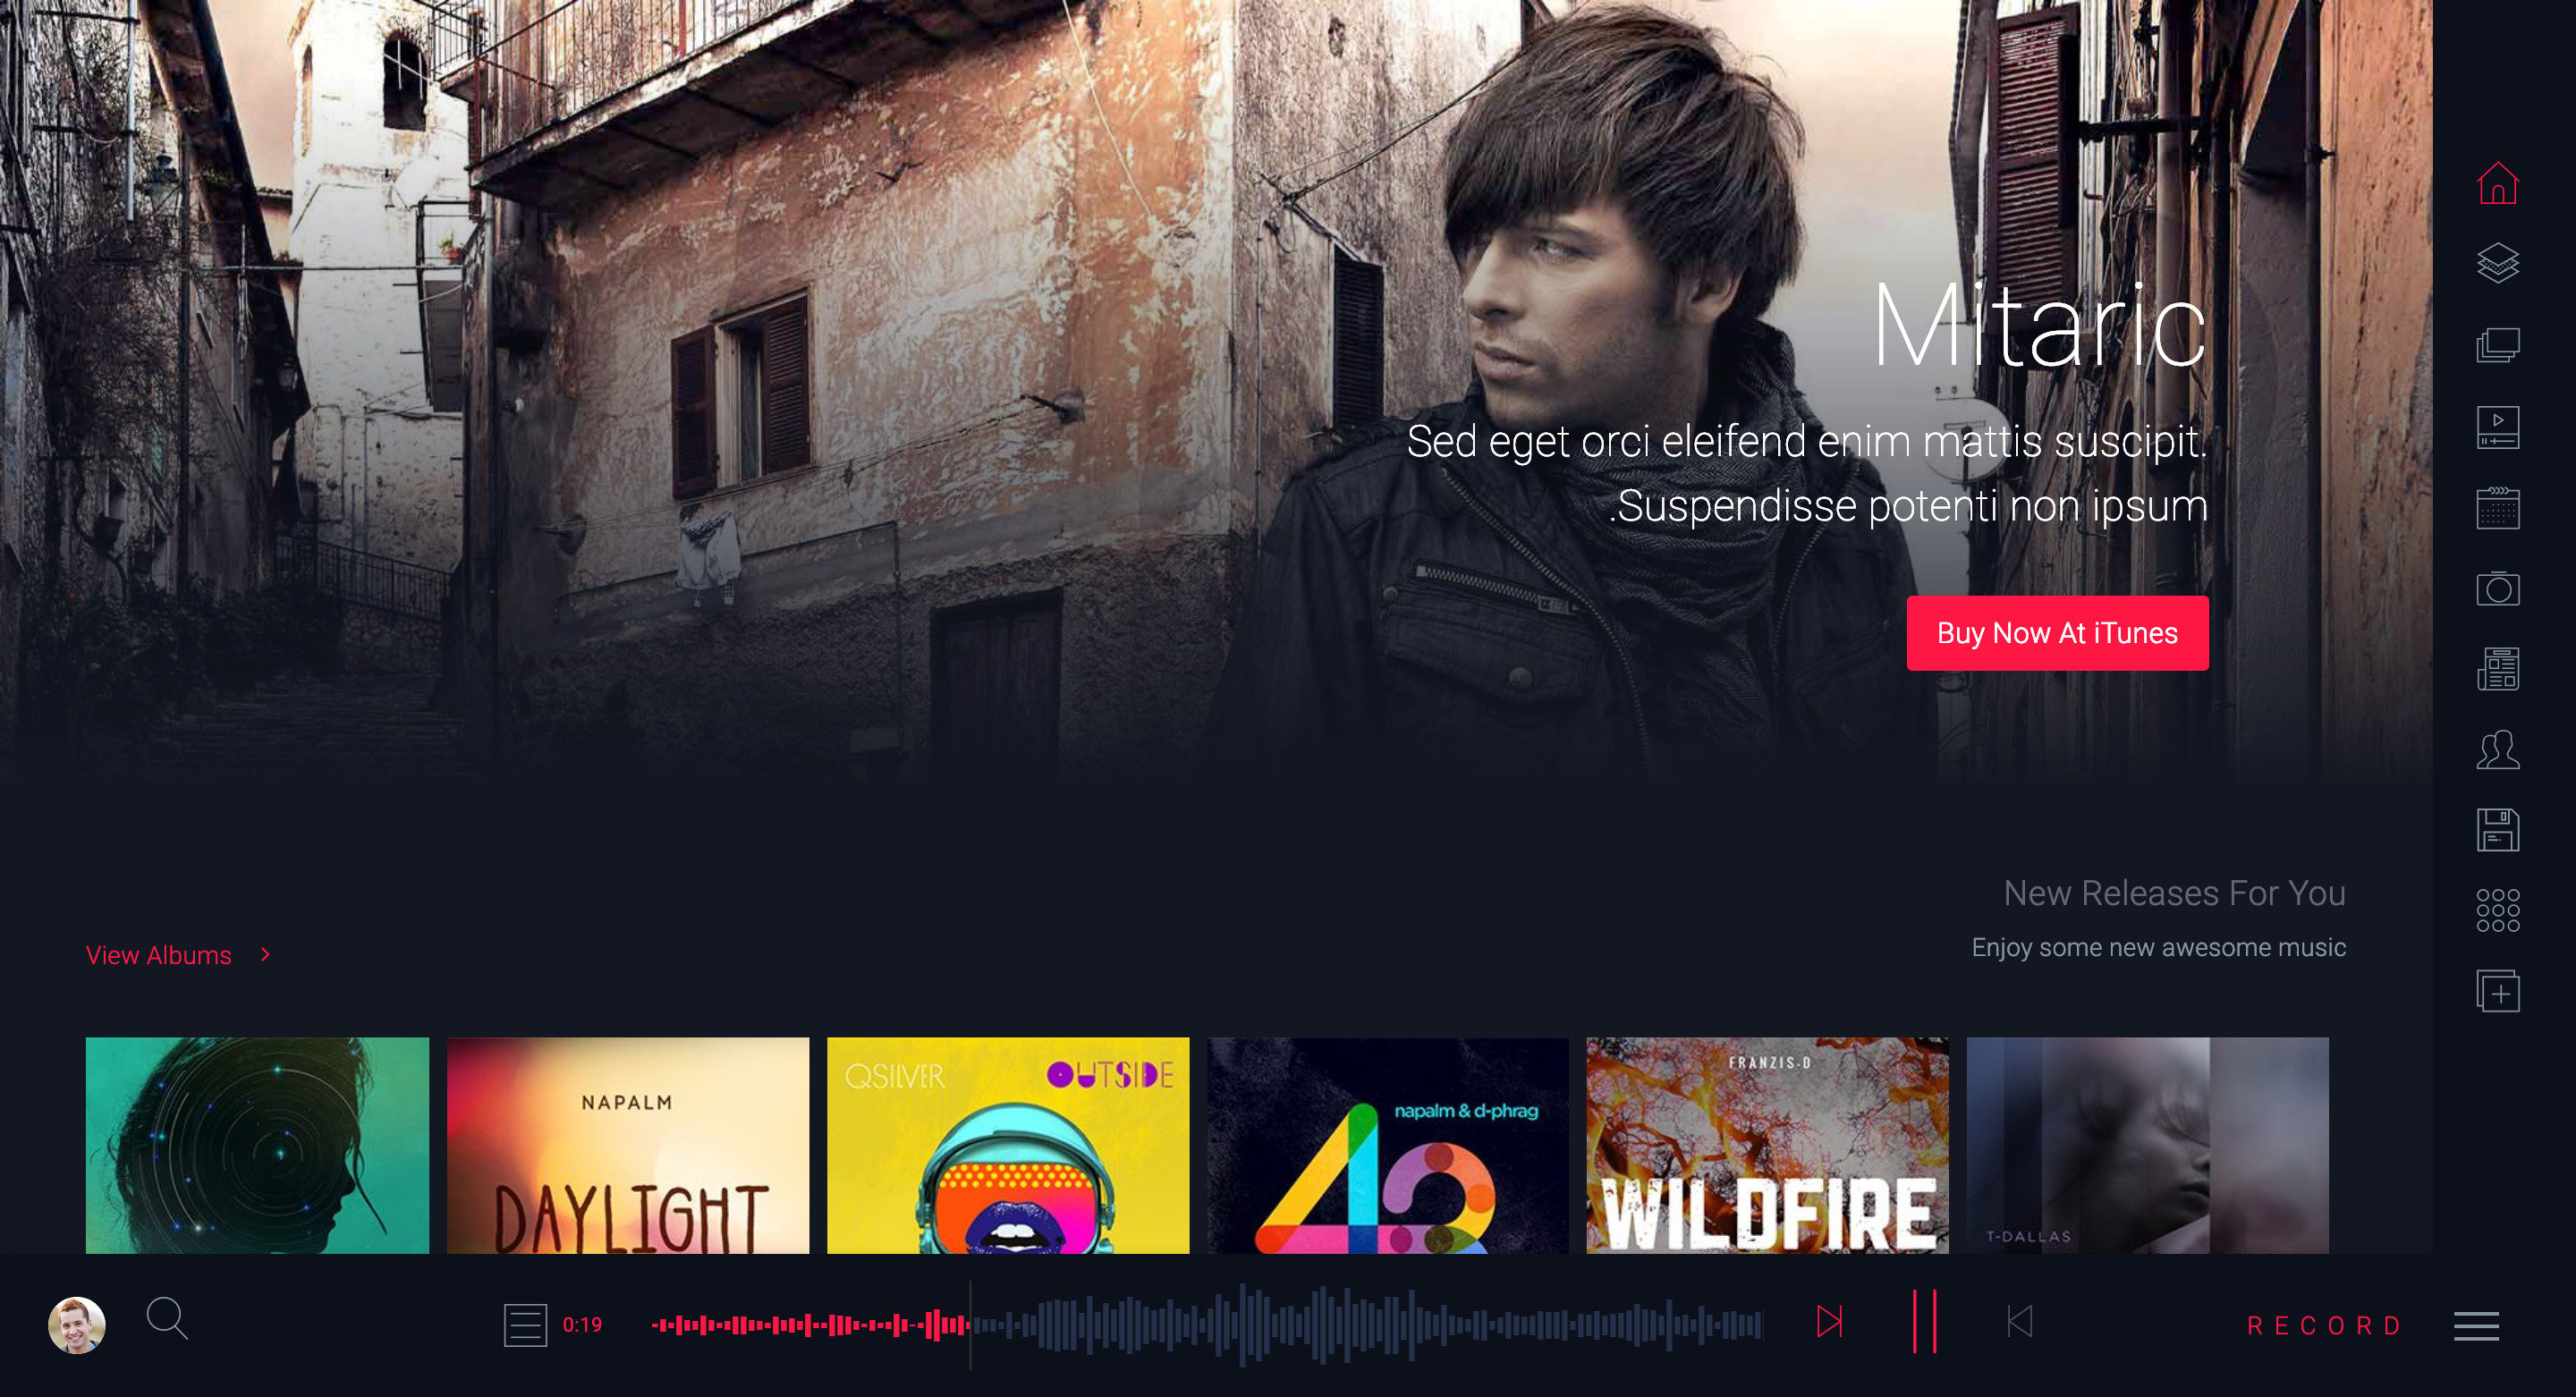 Mitaric
Sed eget orci eleifend enim mattis suscipit.
.Suspendisse potenti non ipsum
Buy Now At iTunes
New Releases For You
Enjoy some new awesome music
View Albums
NAPALM
DAYLIGHT
QSILVER
OUTSIDE
napalm & d-phrag
42
FRANZIS-D
WILDFIRE
T-DALLAS
0:19
RECORD